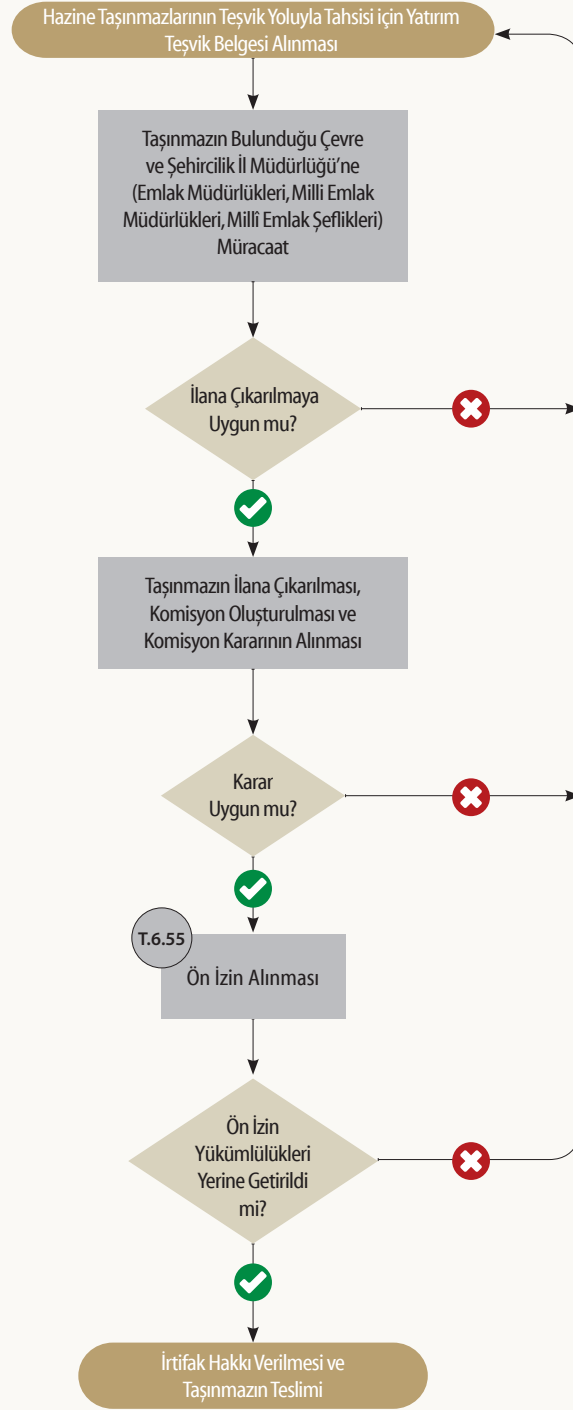 Hazine Taşınmazlarının Teşvik Yoluyla Tahsisi için Yatırım
Teşvik Belgesi Alınması
Taşınmazın Bulunduğu Çevre
ve Şehircilik İl Müdürlüğü'ne
(Emlak Müdürlükleri, Milli Emlak
Müdürlükleri, Millî Emlak Şeflikleri)
Müracaat
İlana Çıkarılmaya
Uygun mu?
Taşınmazın İlana Çıkarılması,
Komisyon Oluşturulması ve
Komisyon Kararının Alınması
Karar
Uygun mu?
T.6.55
Ön İzin Alınması
Ön İzin
Yükümlülükleri
Yerine Getirildi
mi?
İrtifak Hakkı Verilmesi ve
Taşınmazın Teslimi